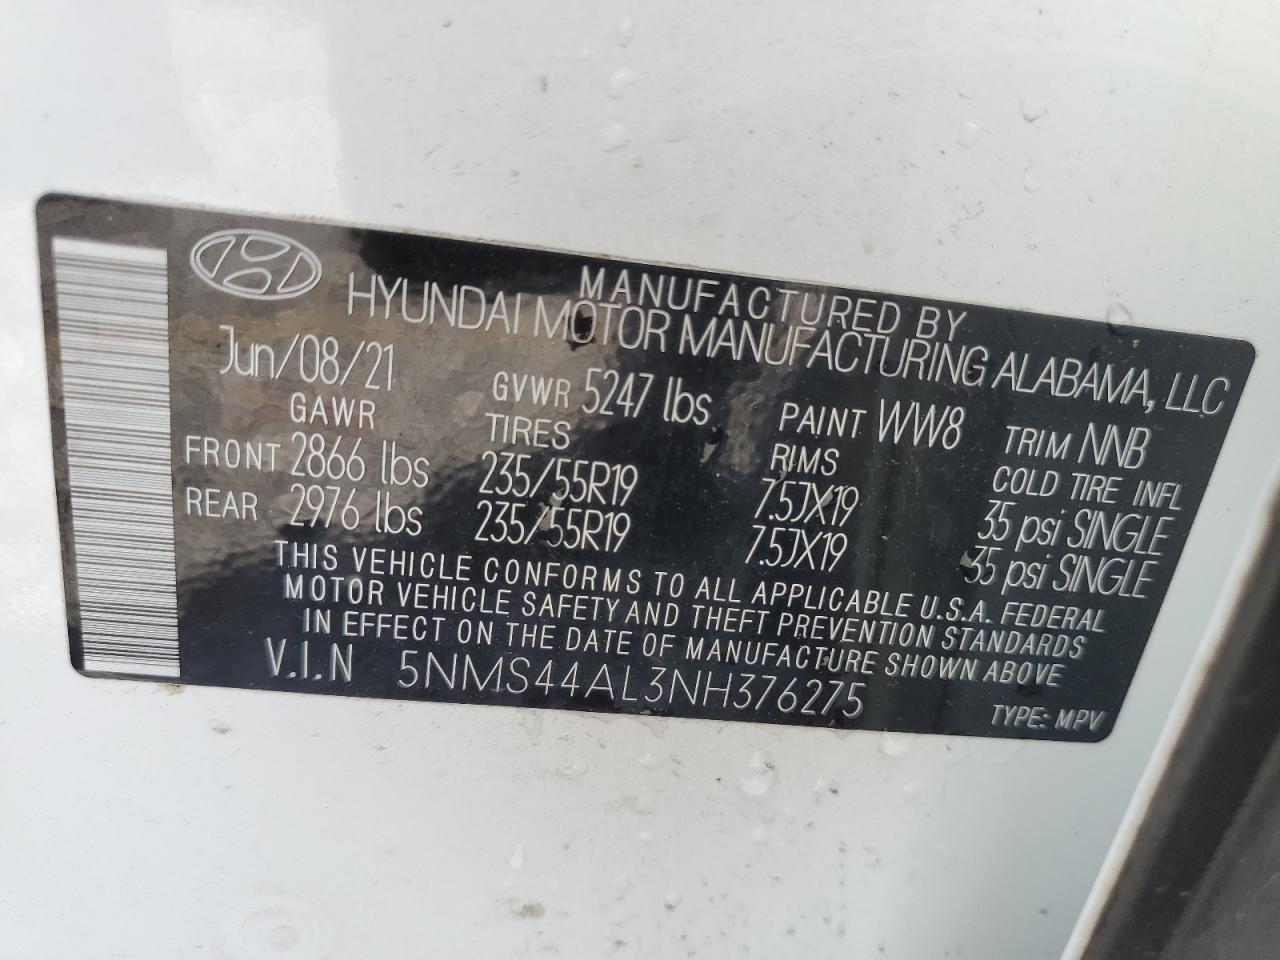 MANUFACTURED BY
HYUNDAI MOTOR MANUFACTURING ALABAMA, LLC
Jun/08/21 GVWR 5247 lbs PAINT WW8 TRIM NNB
GAWR TIRES RIMS COLD TIRE INFL
FRONT 2866 lbs 235/55R19 7.5JX19 35 psi SINGLE
REAR 2976 lbs 235/55R19 7.5JX19 35 psi SINGLE
THIS VEHICLE CONFORMS TO ALL APPLICABLE U.S.A. FEDERAL
MOTOR VEHICLE SAFETY AND THEFT PREVENTION STANDARDS
IN EFFECT ON THE DATE OF MANUFACTURE SHOWN ABOVE
V.I.N 5NMS44AL3NH376275 TYPE: MPV